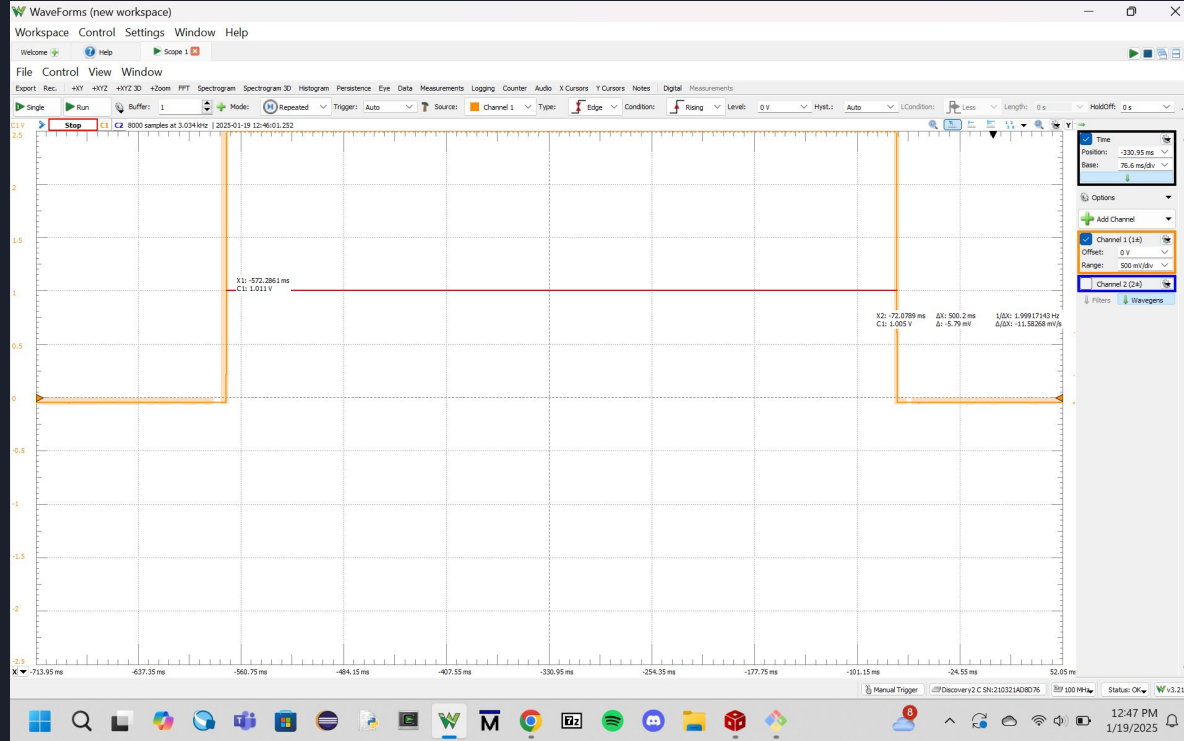 WaveForms (new workspace)
Workspace Control Settings Window Help
Welcome Help Scope 1
File Control View Window
Export Rec. +XY +XYZ +XYZ 3D +Zoom FFT Spectrogram Spectrogram 3D Histogram Persistence Eye Data Measurements Logging Counter Audio X Cursors Y Cursors Notes Digital Measurements
Single Run Buffer: 1 Mode: Repeated Trigger: Auto Source: Channel 1 Type: Edge Condition: Rising Level: 0 V Hyst.: Auto LCondition: Less Length: 0 s HoldOff: 0 s
C1 V Stop C1 C2 8000 samples at 3.034 kHz | 2025-01-19 12:46:01.252 Y
2.5
2
1.5
1
0.5
0
-0.5
-1
-1.5
-2
-2.5
X1: -572.2861 ms
C1: 1.011 V
X2: -72.0789 ms ΔX: 500.2 ms 1/ΔX: 1.99917143 Hz
C1: 1.005 V Δ: -5.79 mV Δ/ΔX: -11.58268 mV/s
Time
Position: -330.95 ms
Base: 76.6 ms/div
Options
Add Channel
Channel 1 (1±)
Offset: 0 V
Range: 500 mV/div
Channel 2 (2±)
Filters Wavegens
X -713.95 ms -637.35 ms -560.75 ms -484.15 ms -407.55 ms -330.95 ms -254.35 ms -177.75 ms -101.15 ms -24.55 ms 52.05 ms
Manual Trigger Discovery2 C SN:210321AD8D76 100 MHz Status: OK v3.21
8
12:47 PM
1/19/2025